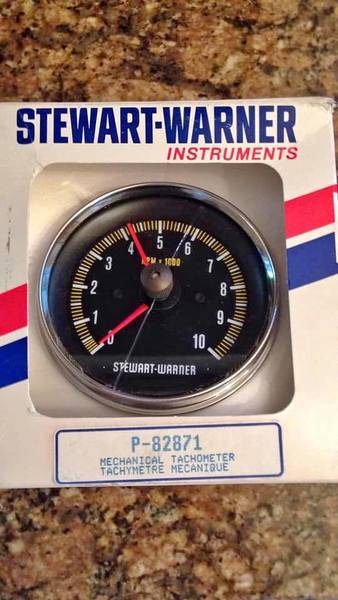 STEWART-WARNER
INSTRUMENTS
0
1
2
3
4
5
6
7
8
9
10
RPM x 1000
STEWART-WARNER
P-82871
MECHANICAL TACHOMETER
TACHYMETRE MECANIQUE